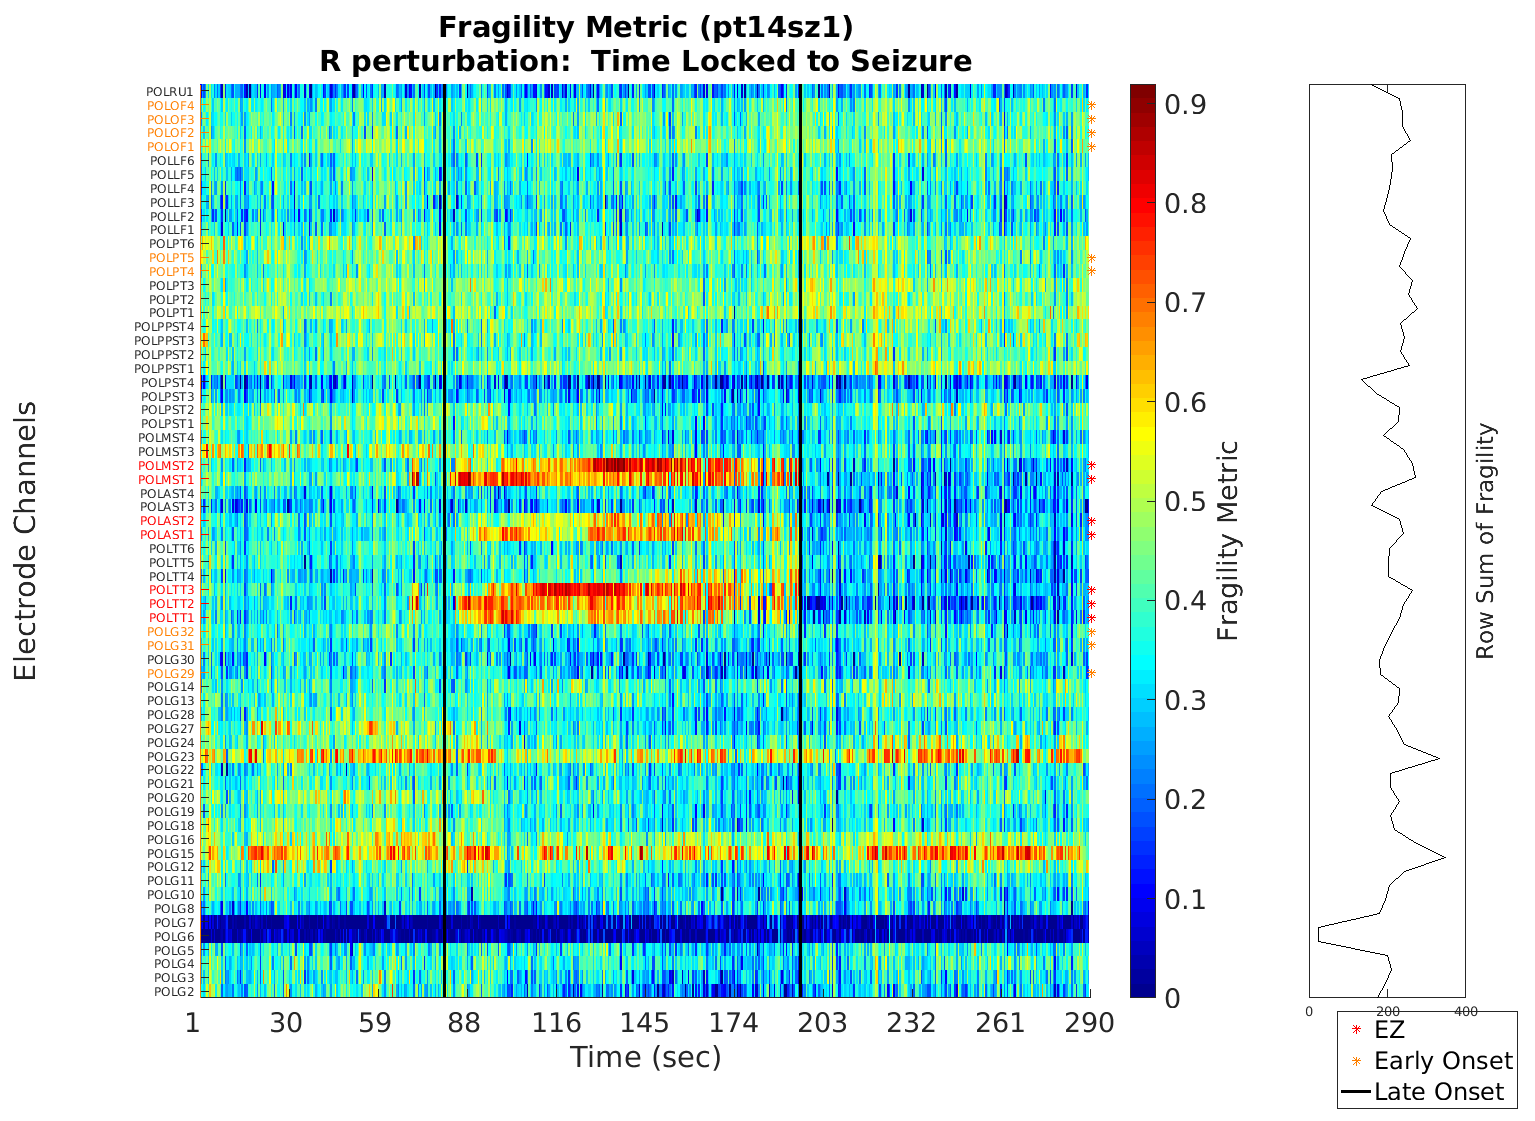 Fragility Metric (pt14sz1)
R perturbation:  Time Locked to Seizure
Electrode Channels
POLRU1
POLOF4
POLOF3
POLOF2
POLOF1
POLLF6
POLLF5
POLLF4
POLLF3
POLLF2
POLLF1
POLPT6
POLPT5
POLPT4
POLPT3
POLPT2
POLPT1
POLPPST4
POLPPST3
POLPPST2
POLPPST1
POLPST4
POLPST3
POLPST2
POLPST1
POLMST4
POLMST3
POLMST2
POLMST1
POLAST4
POLAST3
POLAST2
POLAST1
POLTT6
POLTT5
POLTT4
POLTT3
POLTT2
POLTT1
POLG32
POLG31
POLG30
POLG29
POLG14
POLG13
POLG28
POLG27
POLG24
POLG23
POLG22
POLG21
POLG20
POLG19
POLG18
POLG16
POLG15
POLG12
POLG11
POLG10
POLG8
POLG7
POLG6
POLG5
POLG4
POLG3
POLG2
1 30 59 88 116 145 174 203 232 261 290
Time (sec)
0.9
0.8
0.7
0.6
0.5
0.4
0.3
0.2
0.1
0
Fragility Metric
0 200 400
Row Sum of Fragility
EZ
Early Onset
Late Onset